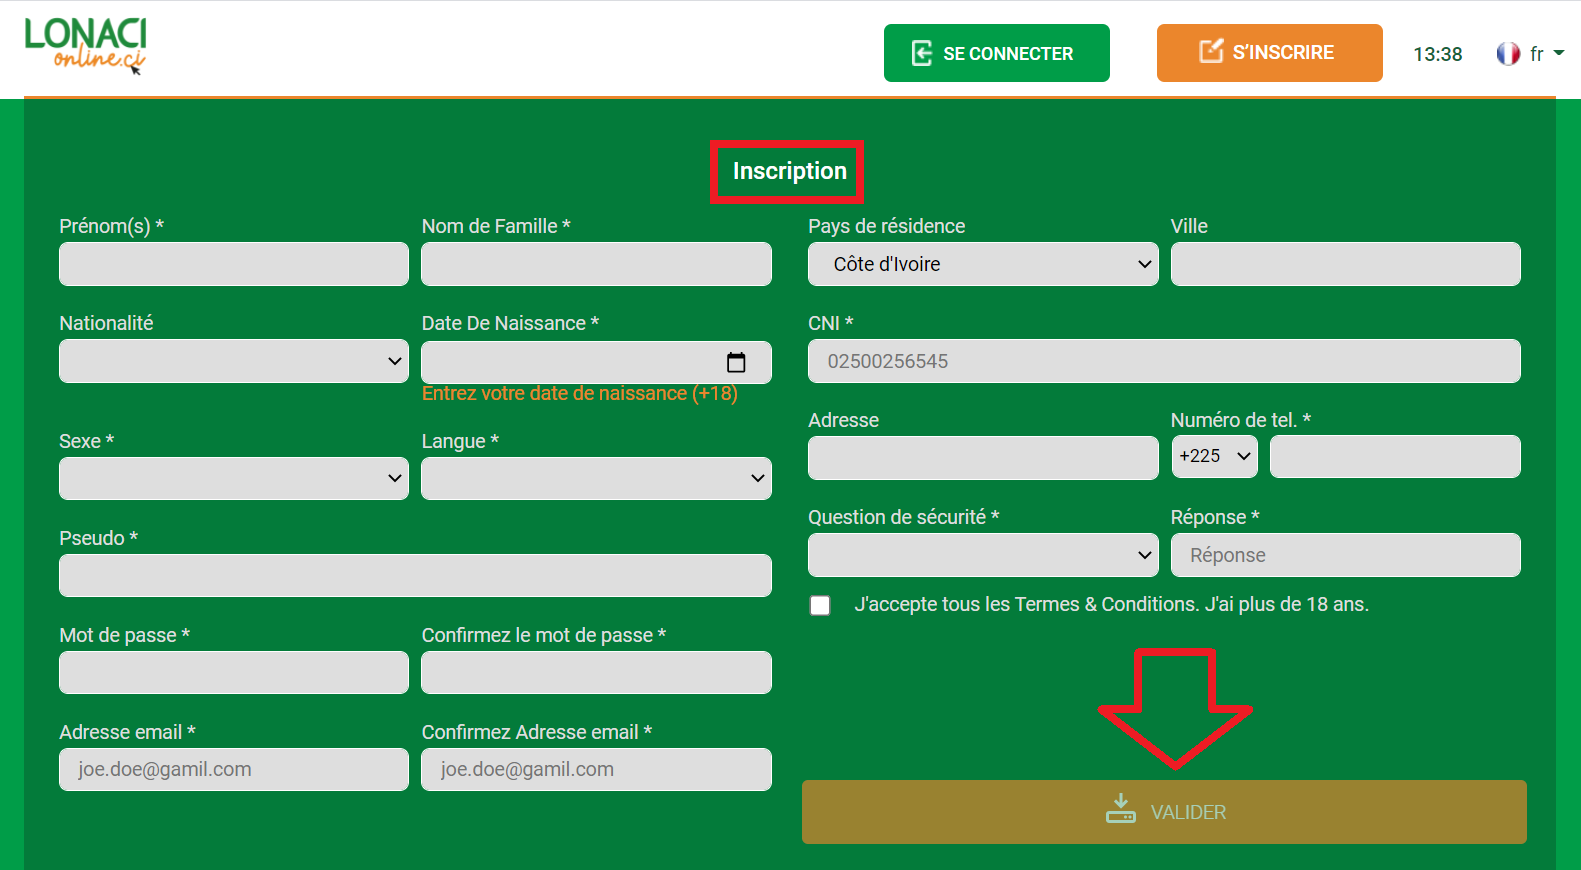 LONACI
online.ci
SE CONNECTER
S'INSCRIRE
13:38
fr
Inscription
Prénom(s) *
Nom de Famille *
Nationalité
Date De Naissance *
Entrez votre date de naissance (+18)
Sexe *
Langue *
Pseudo *
Mot de passe *
Confirmez le mot de passe *
Adresse email *
Confirmez Adresse email *
joe.doe@gamil.com
joe.doe@gamil.com
Pays de résidence
Ville
Côte d'Ivoire
CNI *
02500256545
Adresse
Numéro de tel. *
+225
Question de sécurité *
Réponse *
Réponse
J'accepte tous les Termes & Conditions. J'ai plus de 18 ans.
VALIDER